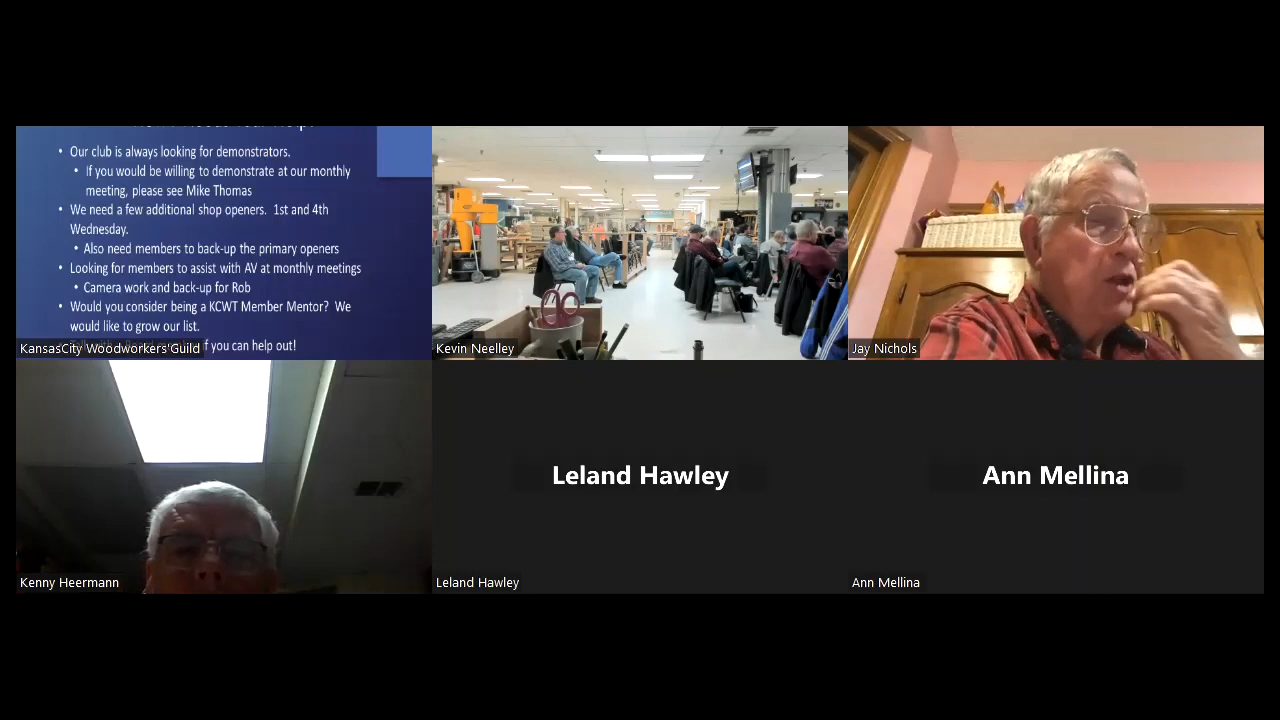 • Our club is always looking for demonstrators.
• If you would be willing to demonstrate at our monthly
meeting, please see Mike Thomas
• We need a few additional shop openers. 1st and 4th
Wednesday.
• Also need members to back-up the primary openers
• Looking for members to assist with AV at monthly meetings
• Camera work and back-up for Rob
• Would you consider being a KCWT Member Mentor? We
would like to grow our list.
if you can help out!
KansasCity Woodworkers'Guild
Kevin Neelley
Jay Nichols
Kenny Heermann
Leland Hawley
Leland Hawley
Ann Mellina
Ann Mellina